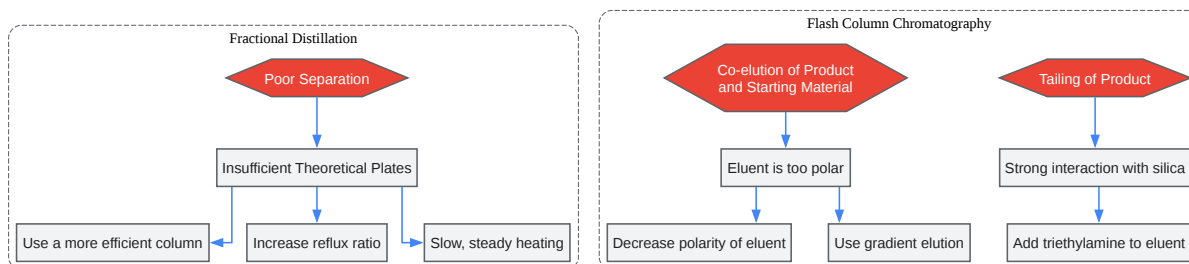 Fractional Distillation
Poor Separation
Insufficient Theoretical Plates
Use a more efficient column
Increase reflux ratio
Slow, steady heating
Flash Column Chromatography
Co-elution of Product
and Starting Material
Tailing of Product
Eluent is too polar
Strong interaction with silica
Decrease polarity of eluent
Use gradient elution
Add triethylamine to eluent